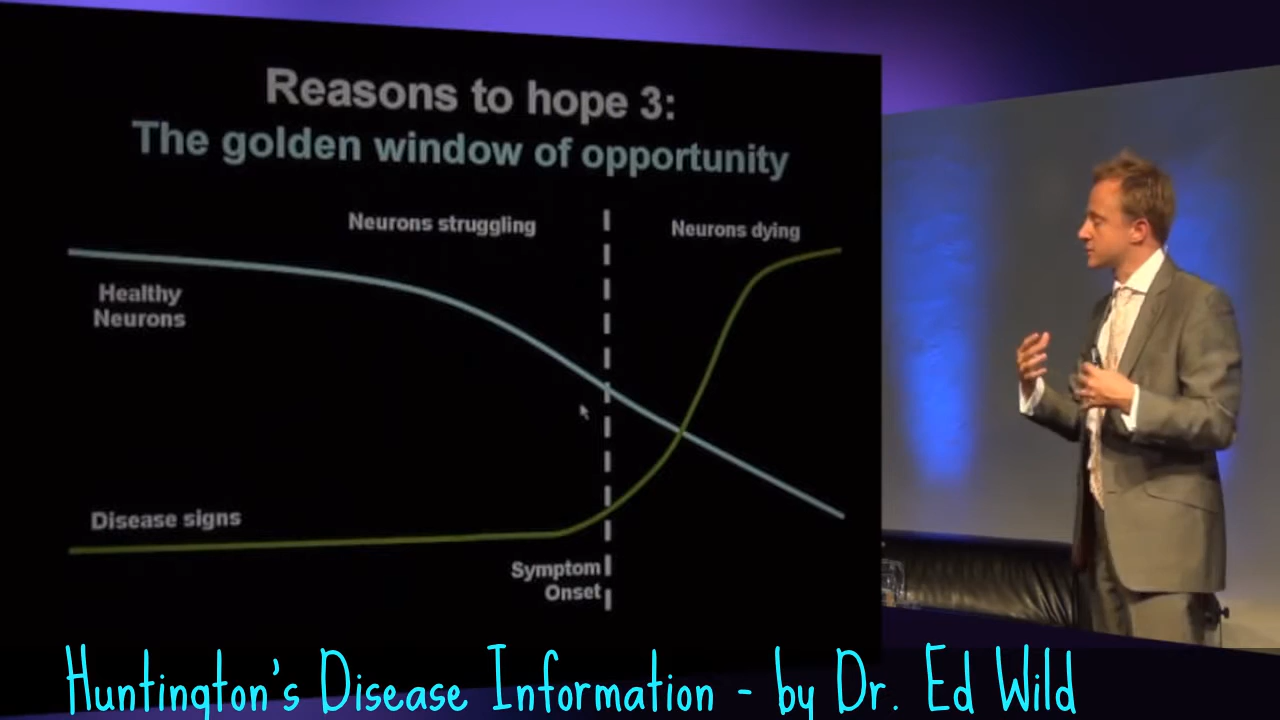 Reasons to hope 3:
The golden window of opportunity
Neurons struggling
Neurons dying
Healthy
Neurons
Disease signs
Symptom
Onset
Huntington's Disease Information - by Dr. Ed Wild